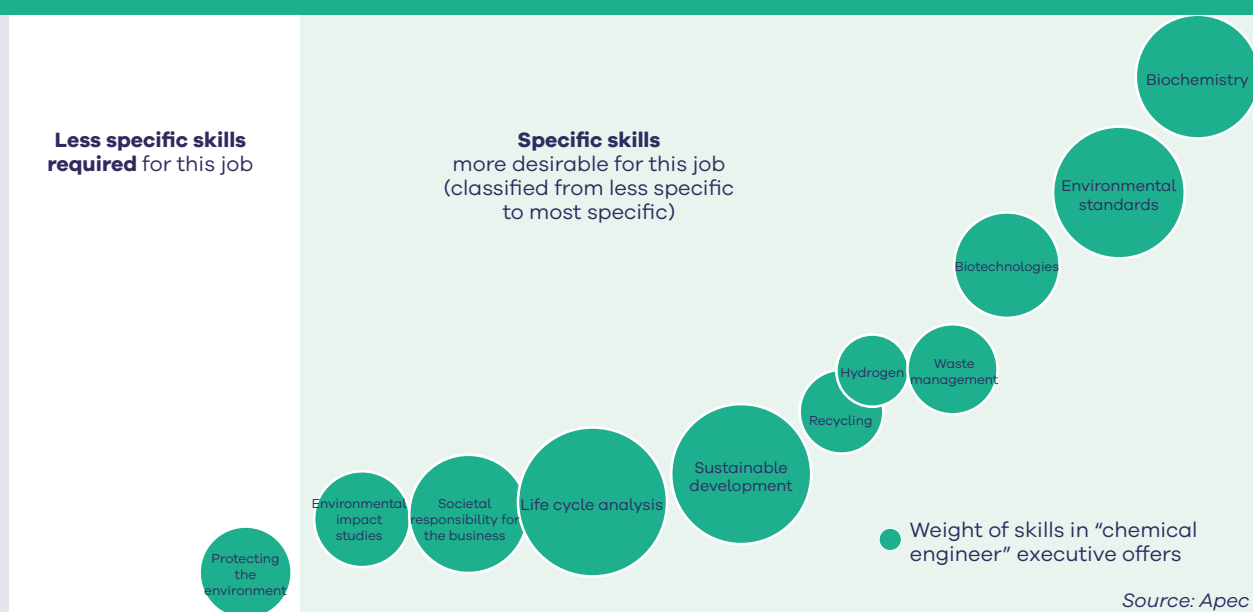 Less specific skills
required for this job
Specific skills
more desirable for this job
(classified from less specific
to most specific)
Biochemistry
Environmental
standards
Biotechnologies
Waste
management
Hydrogen
Recycling
Sustainable
development
Life cycle analysis
Societal
responsibility for
the business
Environmental
impact
studies
Protecting
the
environment
Weight of skills in “chemical
engineer” executive offers
Source: Apec